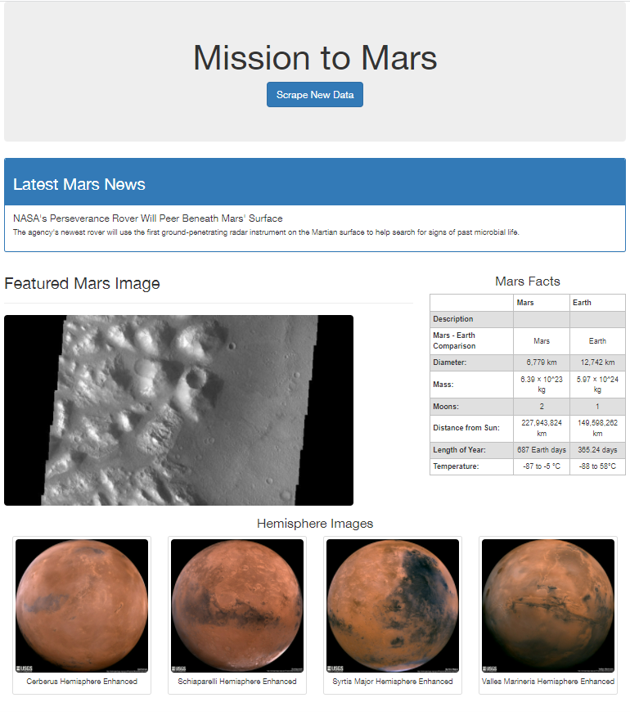 Mission to Mars
Scrape New Data
Latest Mars News
NASA's Perseverance Rover Will Peer Beneath Mars' Surface
The agency's newest rover will use the first ground-penetrating radar instrument on the Martian surface to help search for signs of past microbial life.
Featured Mars Image
Mars Facts
Mars Earth
Description
Mars - Earth
Comparison Mars Earth
Diameter: 6,779 km 12,742 km
Mass: 6.39 × 10^23
kg 5.97 × 10^24
kg
Moons: 2 1
Distance from Sun: 227,943,824
km 149,598,262
km
Length of Year: 687 Earth days 365.24 days
Temperature: -87 to -5 °C -88 to 58°C
Hemisphere Images
USGS
USGS
USGS
USGS
Cerberus Hemisphere Enhanced
Schiaparelli Hemisphere Enhanced
Syrtis Major Hemisphere Enhanced
Valles Marineris Hemisphere Enhanced